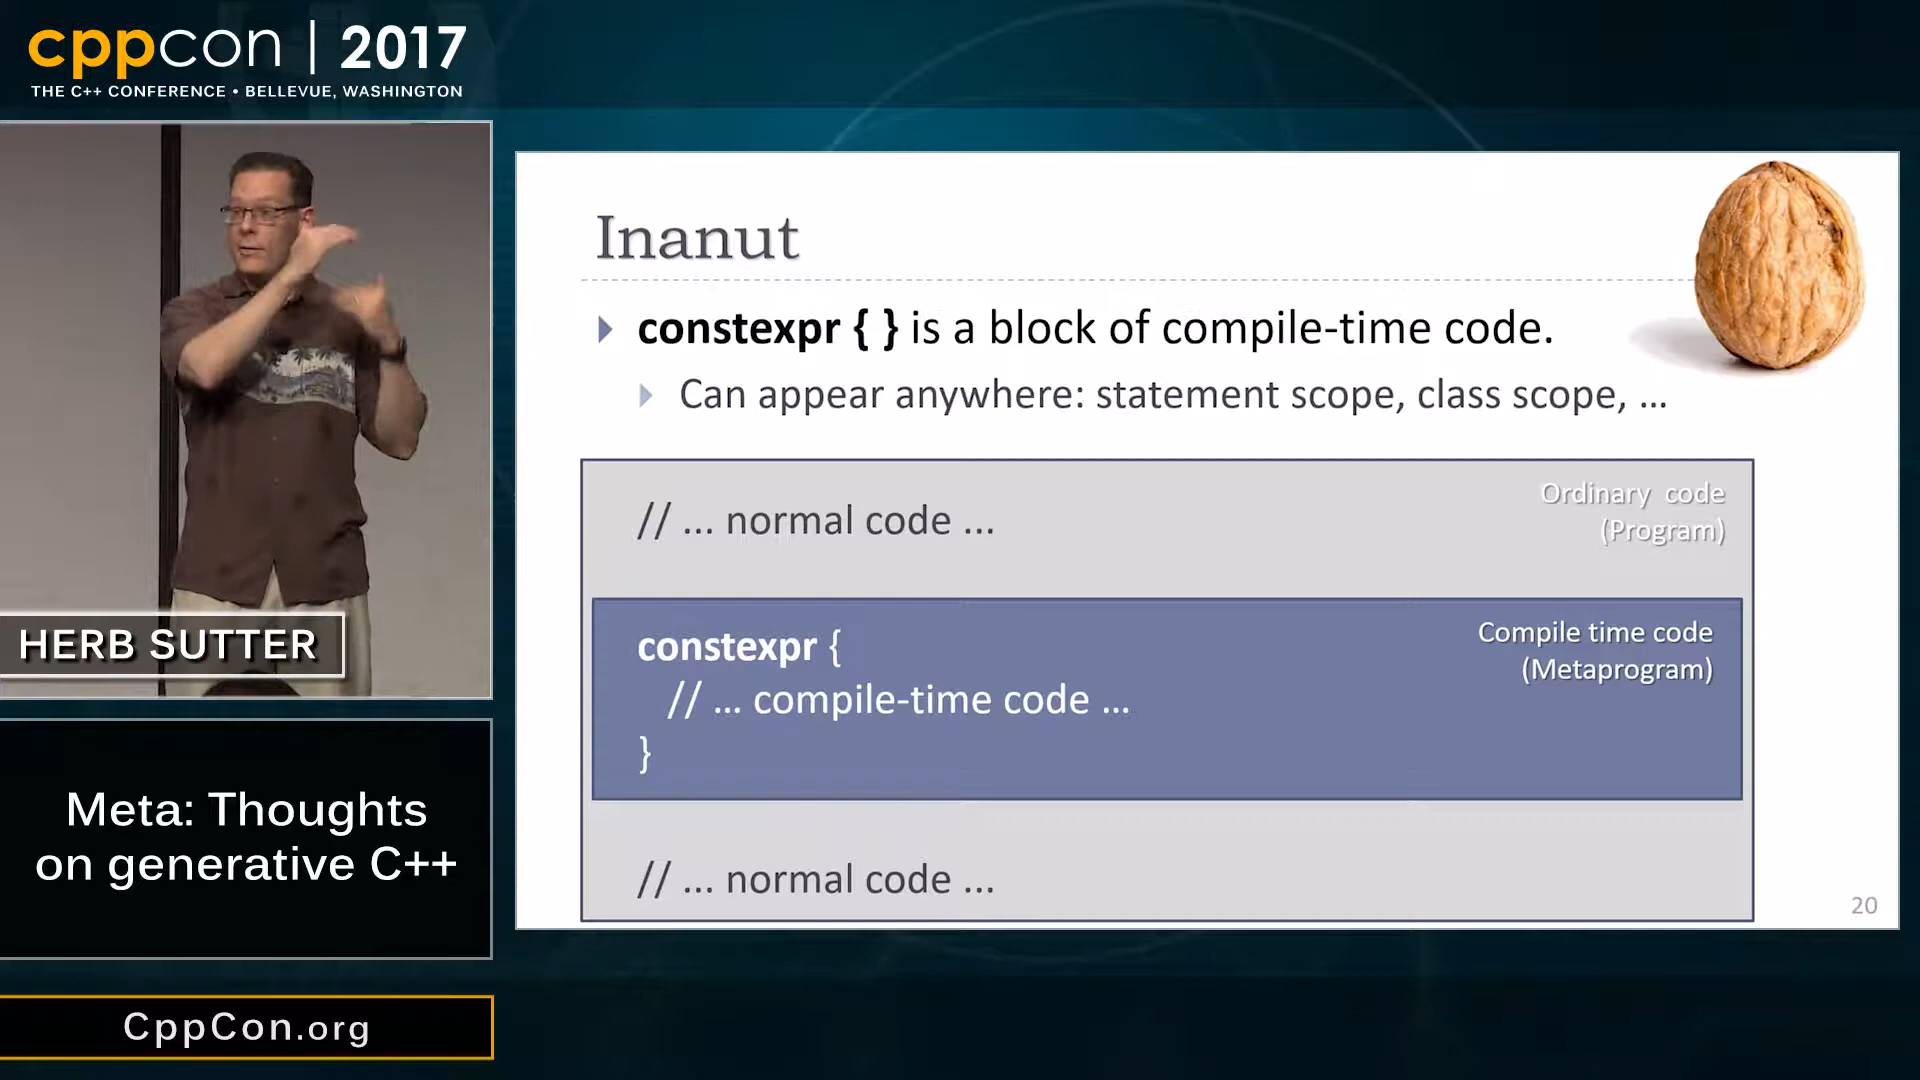 cppcon | 2017
THE C++ CONFERENCE • BELLEVUE, WASHINGTON
HERB SUTTER
Meta: Thoughts
on generative C++
CppCon.org
Inanut
constexpr { } is a block of compile-time code.
Can appear anywhere: statement scope, class scope, ...
// ... normal code ...
Ordinary code
(Program)
constexpr {
// ... compile-time code ...
}
Compile time code
(Metaprogram)
// ... normal code ...
20